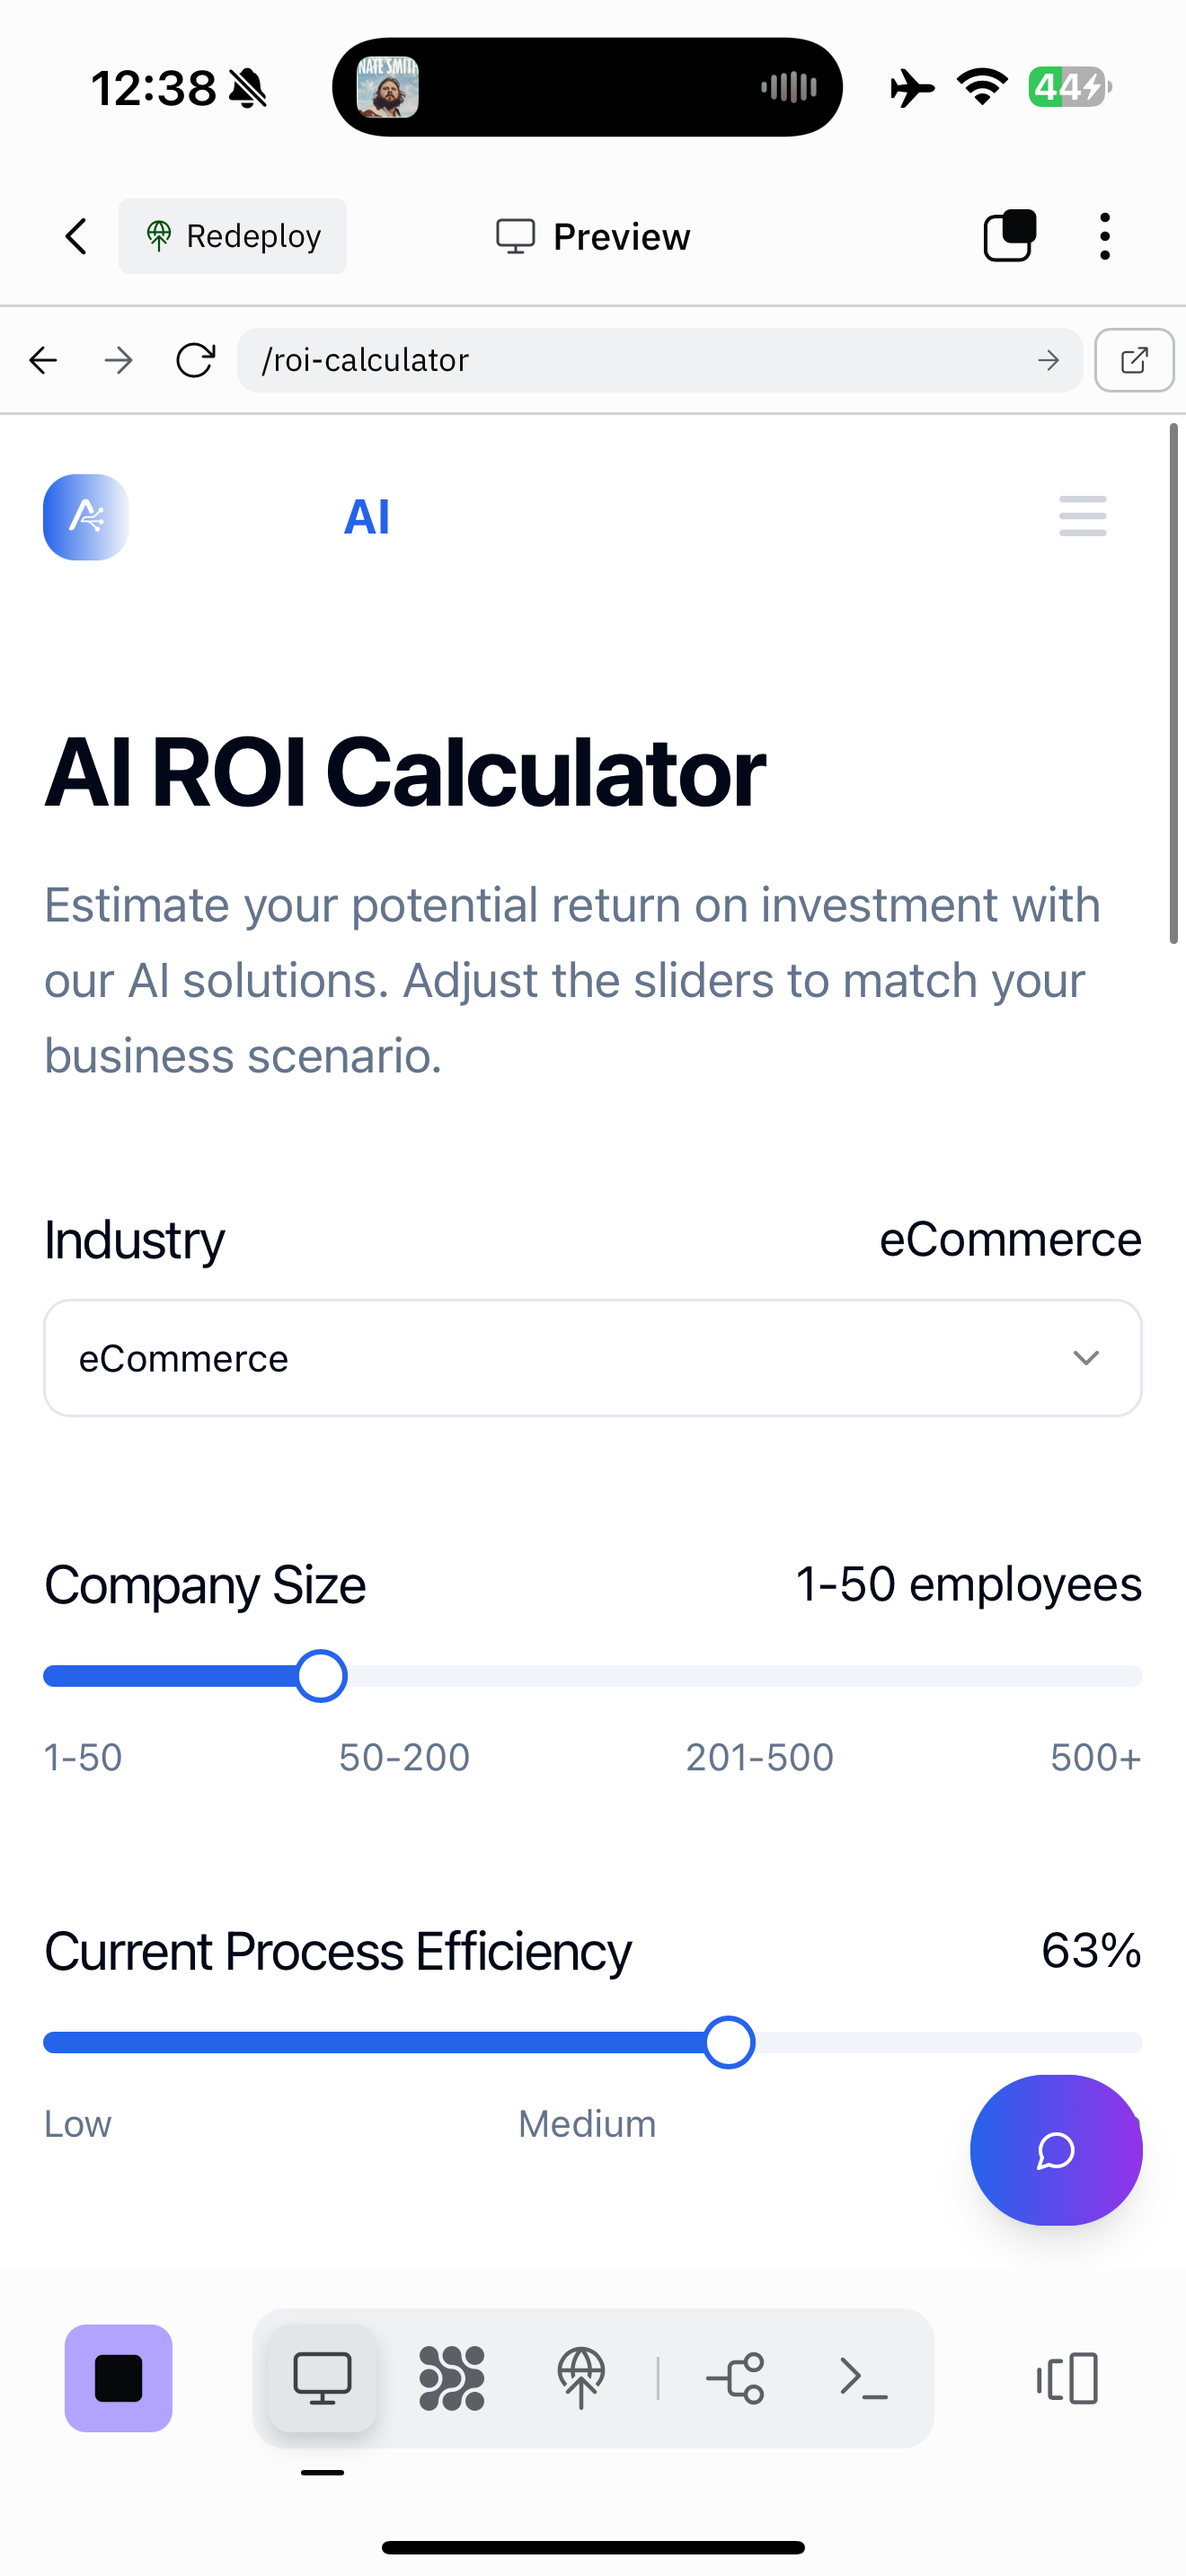 12:38
NATE SMITH
44
Redeploy
Preview
/roi-calculator
AI
AI ROI Calculator
Estimate your potential return on investment with
our AI solutions. Adjust the sliders to match your
business scenario.
Industry
eCommerce
eCommerce
Company Size
1-50 employees
1-50
50-200
201-500
500+
Current Process Efficiency
63%
Low
Medium